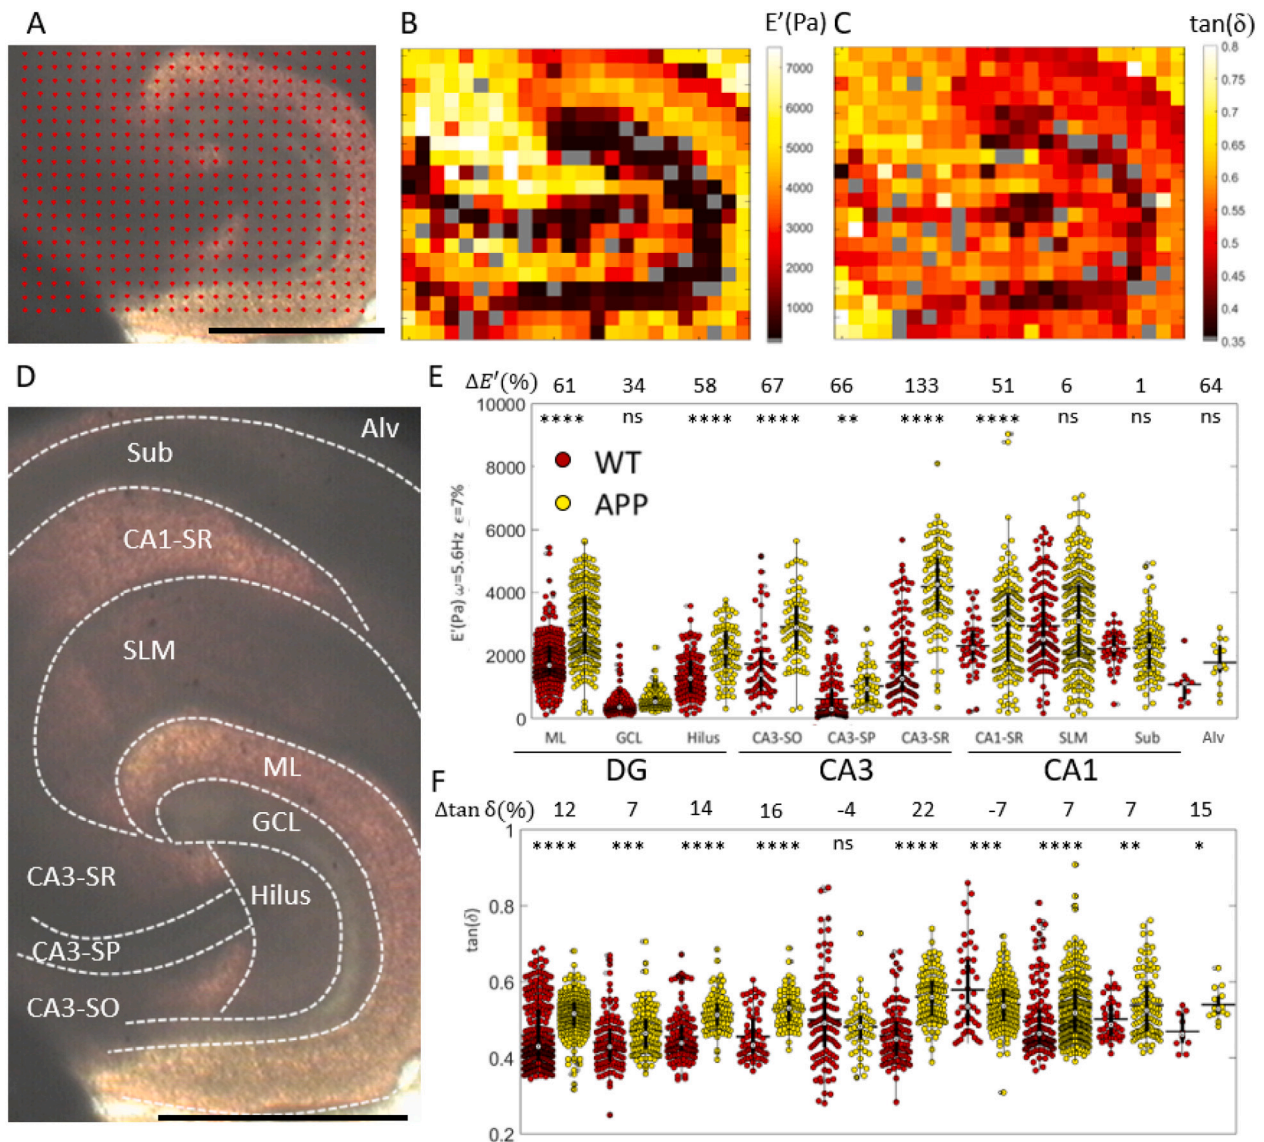 A
B
E′(Pa)
C
tan(δ)
7000
6000
5000
4000
3000
2000
1000
0.8
0.75
0.7
0.65
0.6
0.55
0.5
0.45
0.4
0.35
D
Alv
Sub
CA1-SR
SLM
ML
GCL
CA3-SR
Hilus
CA3-SP
CA3-SO
E
ΔE′(%) 61 34 58 67 66 133 51 6 1 64
**** ns **** **** ** **** **** ns ns ns
10000
8000
6000
4000
2000
0
E′(Pa) ω=5.6Hz ϵ=7%
WT
APP
ML GCL Hilus CA3-SO CA3-SP CA3-SR CA1-SR SLM Sub Alv
DG CA3 CA1
F
Δtan δ(%) 12 7 14 16 -4 22 -7 7 7 15
**** *** **** **** ns **** *** **** ** *
1
0.8
0.6
0.4
0.2
tan(δ)